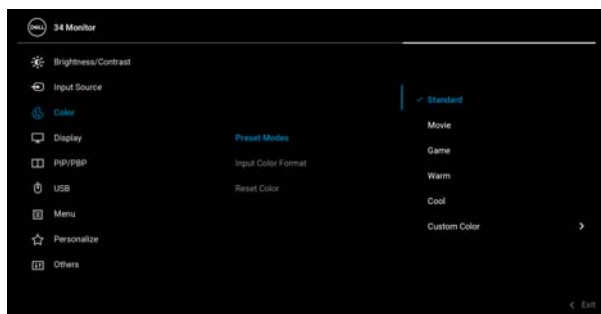 DELL
34 Monitor
Brightness/Contrast
Input Source
Color
Display
PIP/PBP
USB
Menu
Personalize
Others
Preset Modes
Input Color Format
Reset Color
Standard
Movie
Game
Warm
Cool
Custom Color
Exit